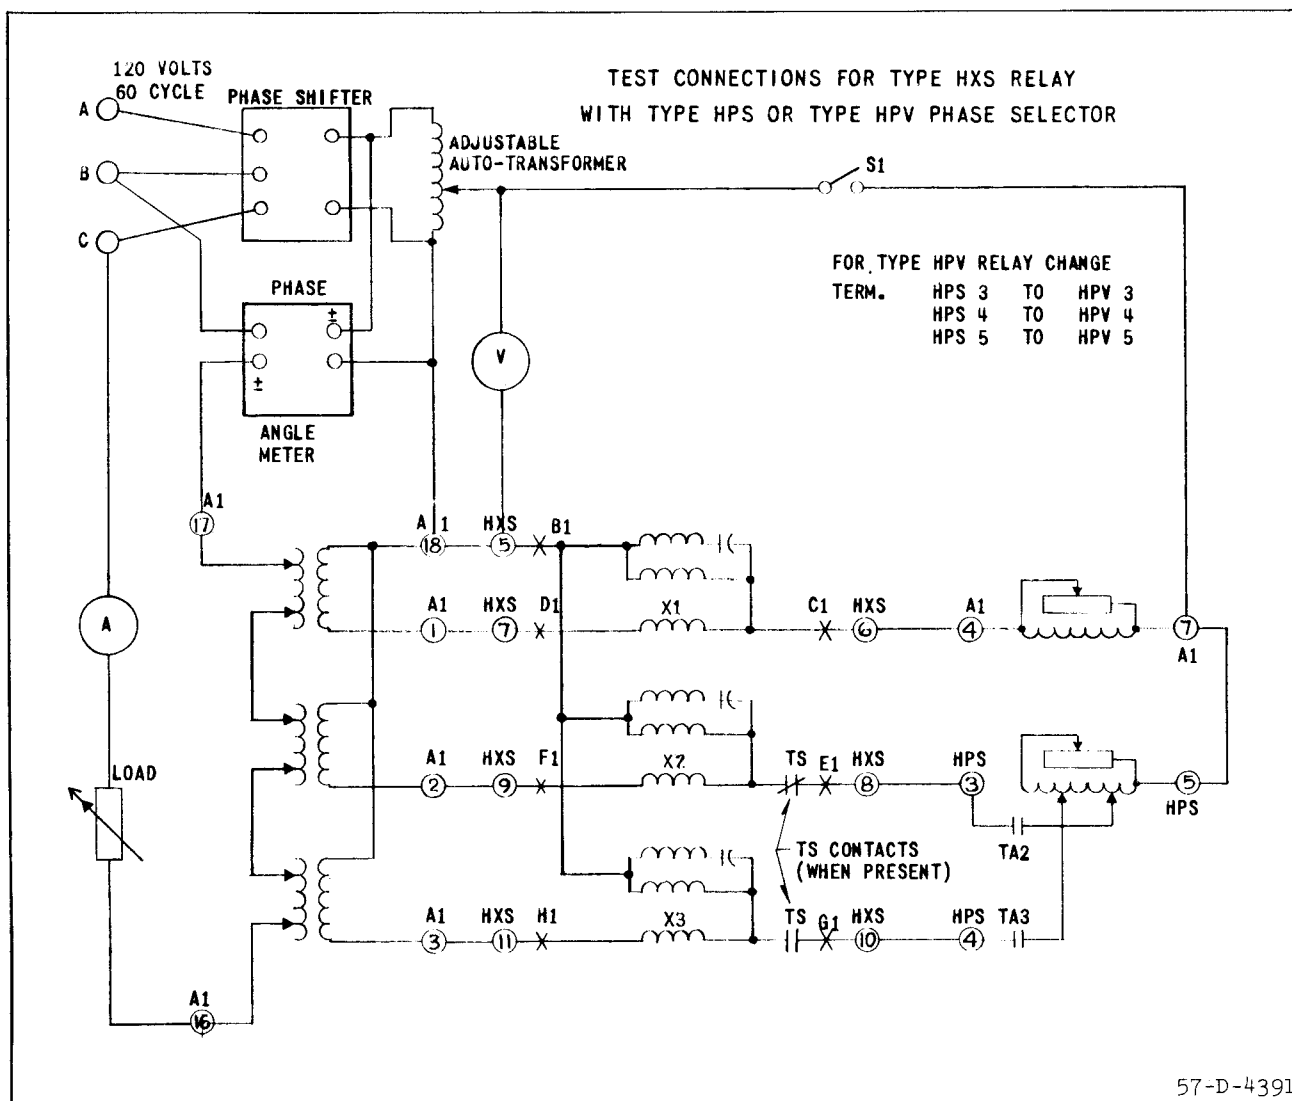 120 VOLTS
60 CYCLE
TEST CONNECTIONS FOR TYPE HXS RELAY
WITH TYPE HPS OR TYPE HPV PHASE SELECTOR
A
PHASE SHIFTER
ADJUSTABLE
AUTO-TRANSFORMER
B
S1
C
FOR TYPE HPV RELAY CHANGE
TERM. HPS 3 TO HPV 3
HPS 4 TO HPV 4
HPS 5 TO HPV 5
PHASE
±
±
V
ANGLE
METER
A1
17
A 1
18
HXS
5
B1
A
A1
1
HXS
7
D1
X1
C1
HXS
6
A1
4
7
A1
LOAD
A1
2
HXS
9
F1
X2
TS
E1
HXS
8
HPS
3
5
HPS
TA2
TS CONTACTS
(WHEN PRESENT)
A1
3
HXS
11
H1
X3
TS
G1
HXS
10
HPS
4
TA3
A1
16
57-D-4391